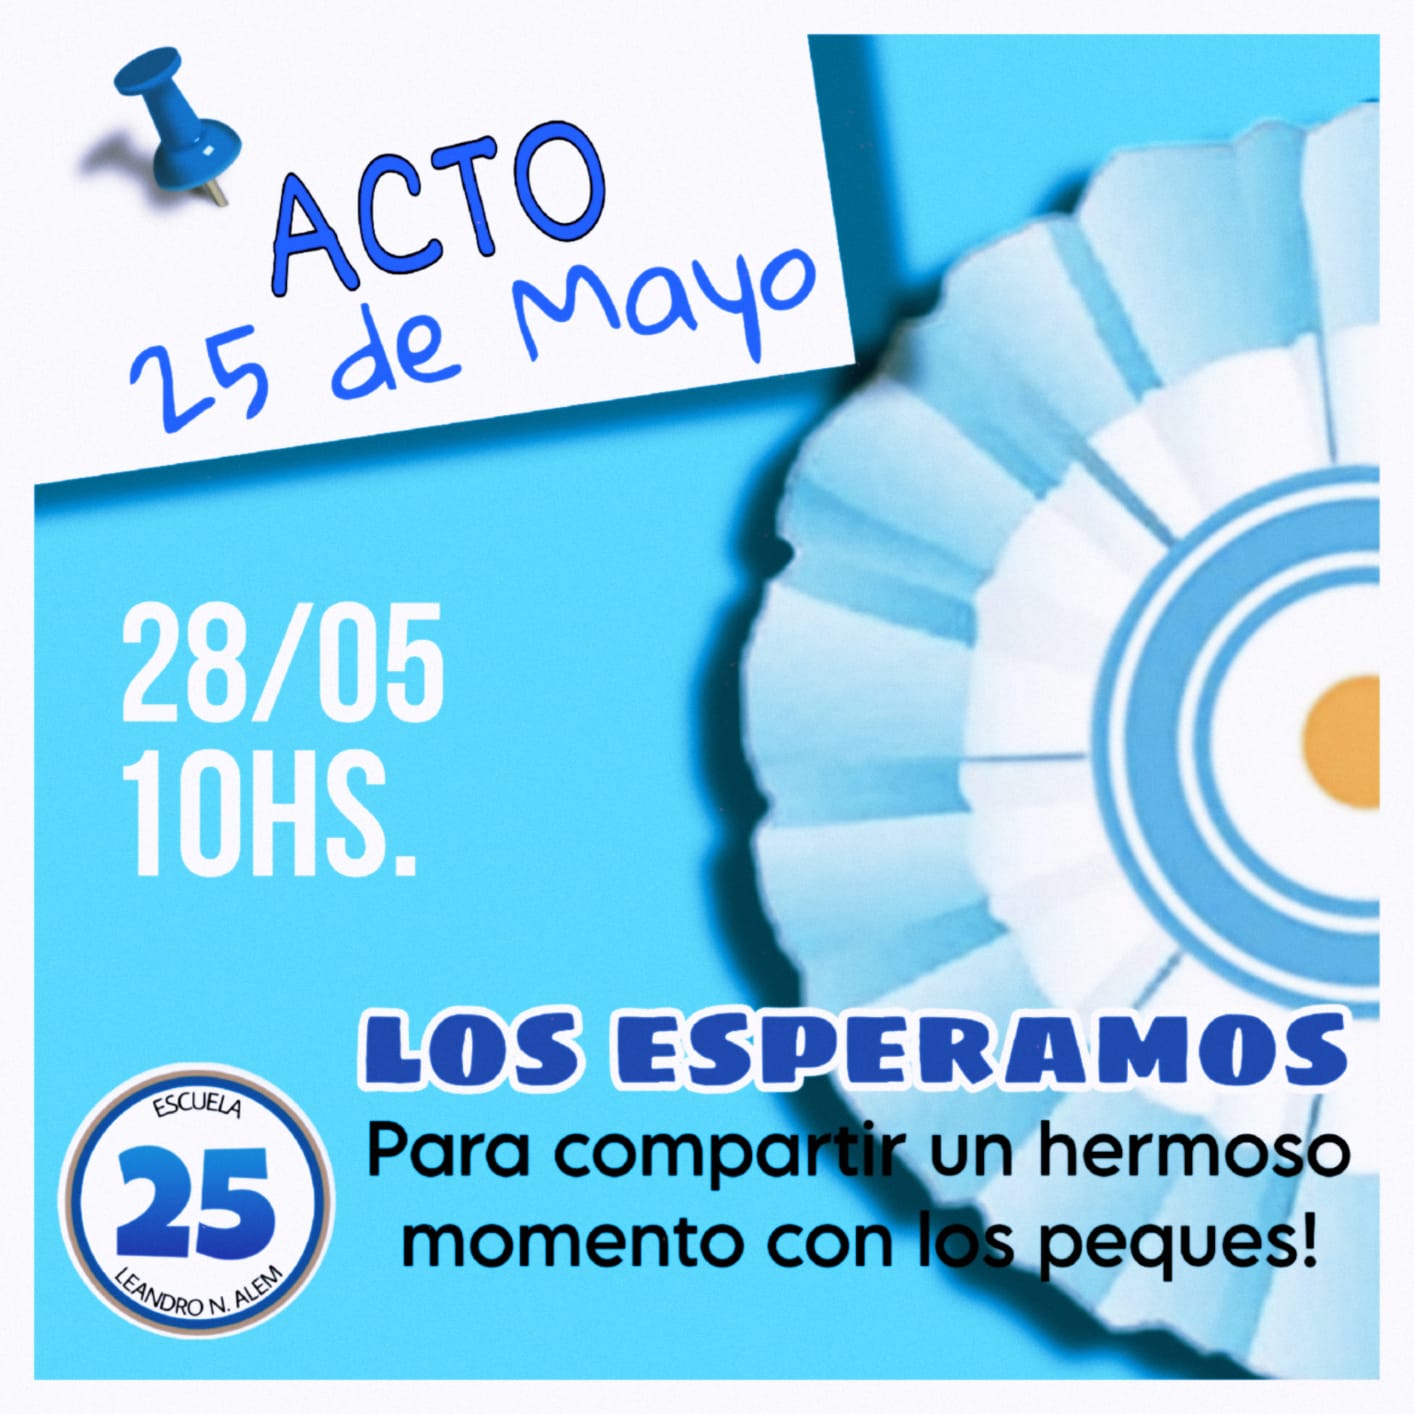 ACTO
25 de Mayo
28/05
10HS.
LOS ESPERAMOS
Para compartir un hermoso
momento con los peques!
ESCUELA
25
LEANDRO N. ALEM